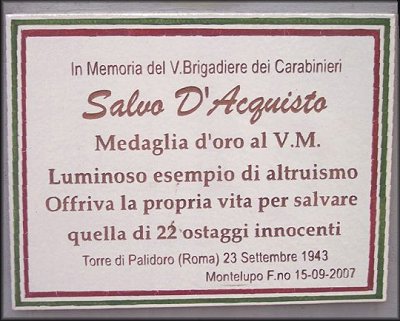 In Memoria del V.Brigadiere dei Carabinieri
Salvo D'Acquisto
Medaglia d'oro al V.M.
Luminoso esempio di altruismo
Offriva la propria vita per salvare
quella di 22 ostaggi innocenti
Torre di Palidoro (Roma) 23 Settembre 1943
Montelupo F.no 15-09-2007